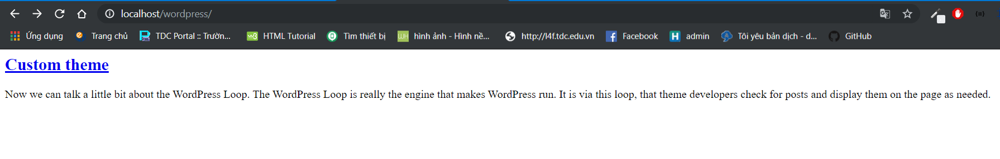 localhost/wordpress/
Ứng dụng Trang chủ TDC Portal :: Trườn... HTML Tutorial Tìm thiết bị hình ảnh - Hình nề... http://l4f.tdc.edu.vn Facebook admin Tôi yêu bản dịch - d... GitHub
Custom theme
Now we can talk a little bit about the WordPress Loop. The WordPress Loop is really the engine that makes WordPress run. It is via this loop, that theme developers check for posts and display them on the page as needed.